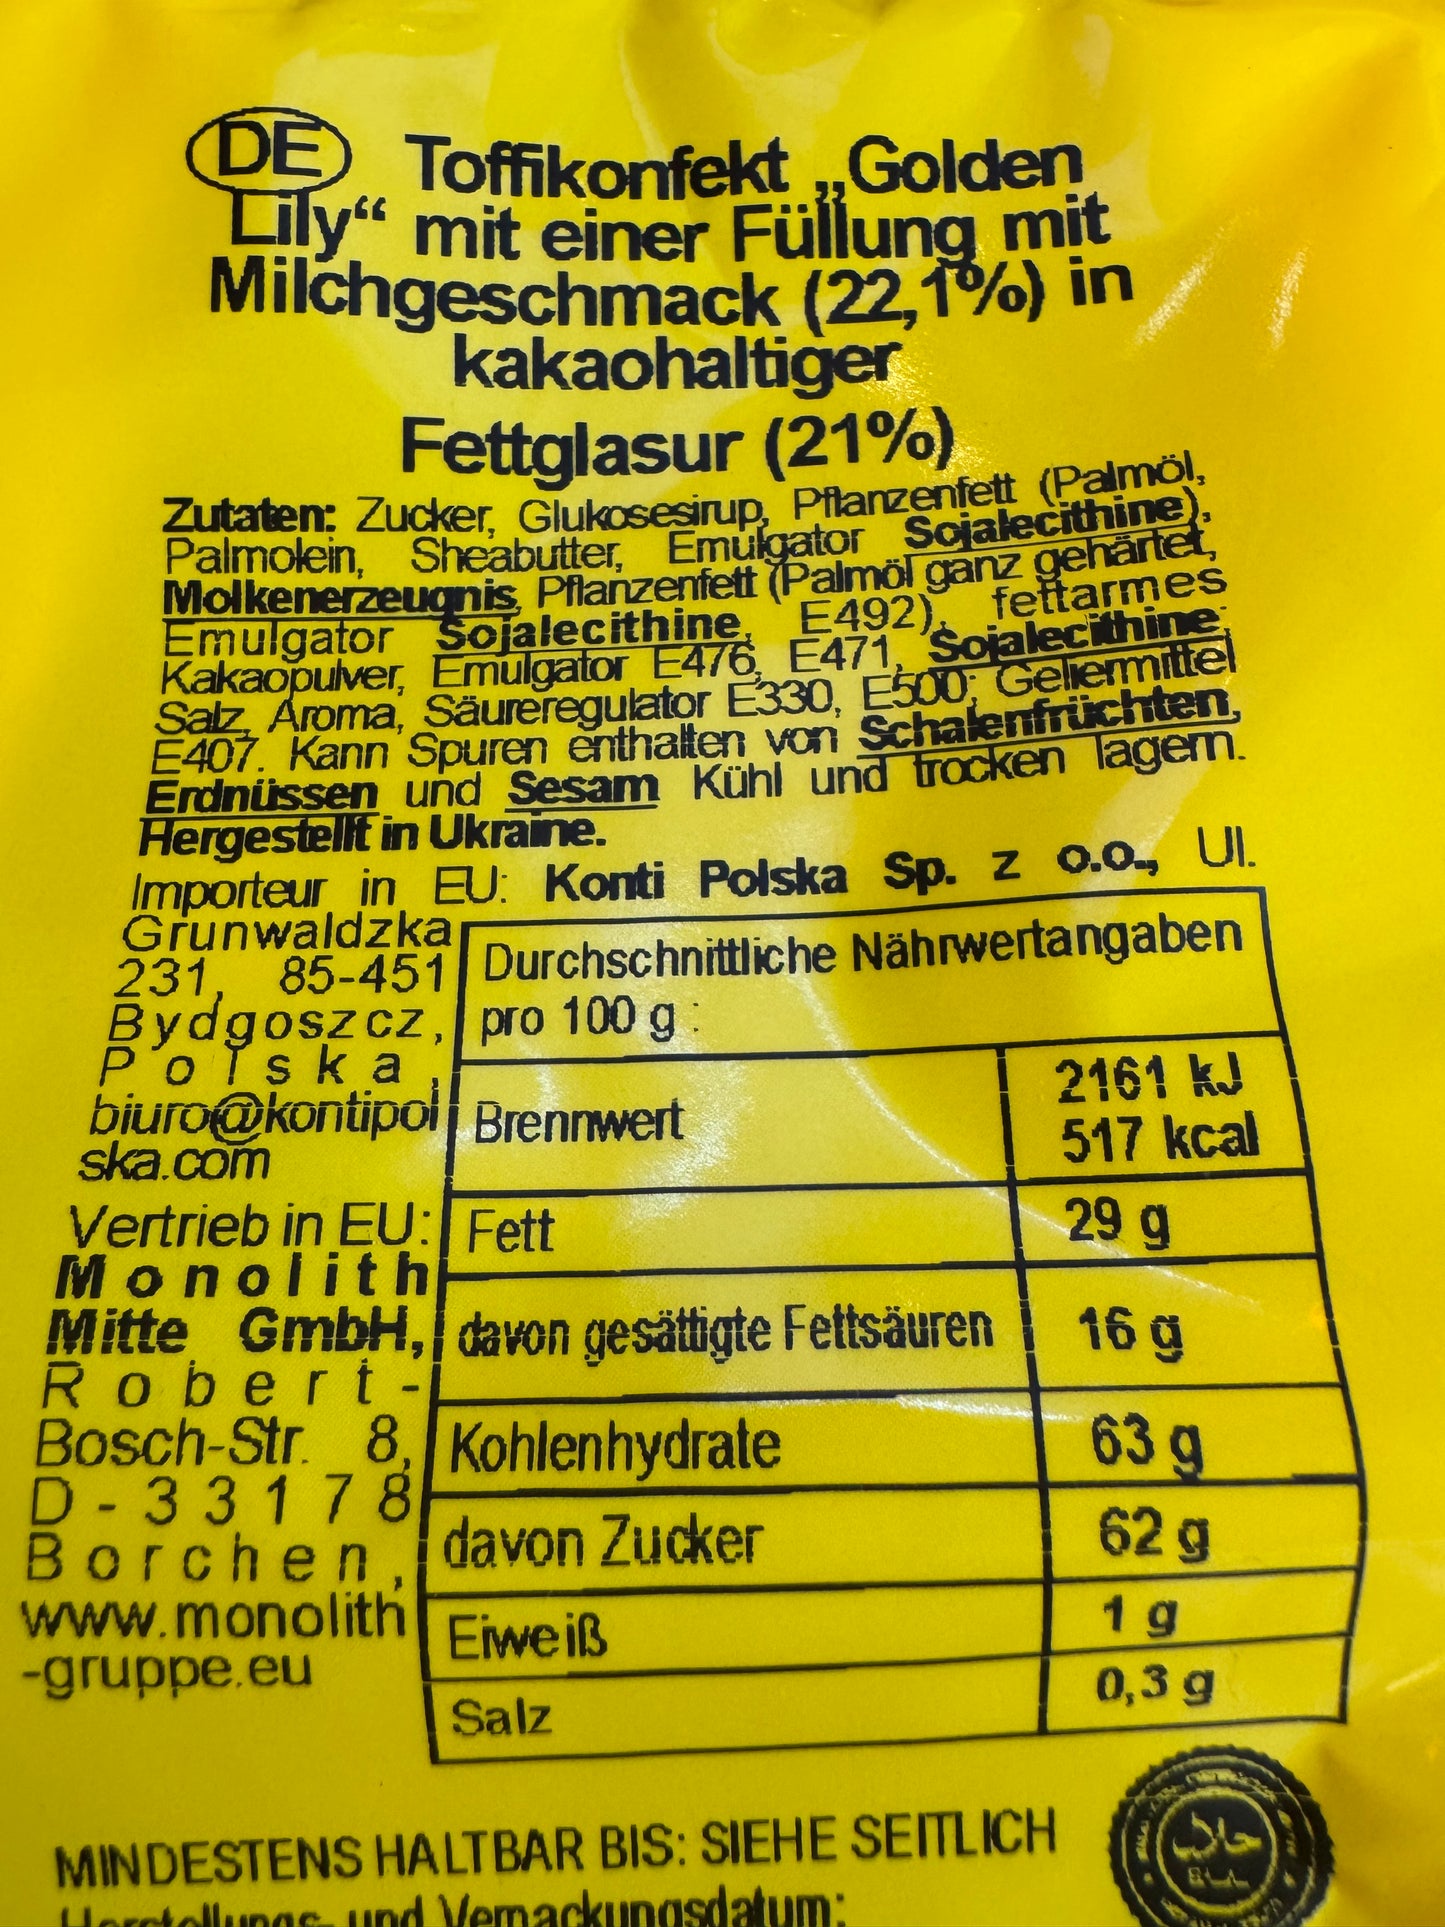 DE Toffikonfekt „Golden
Lily“ mit einer Füllung mit
Milchgeschmack (22,1%) in
kakaohaltiger
Fettglasur (21%)
Zutaten: Zucker, Glukosesirup, Pflanzenfett (Palmöl,
Palmolein, Sheabutter, Emulgator Sojalecithine),
Molkenerzeugnis, Pflanzenfett (Palmöl ganz gehärtet,
Emulgator Sojalecithine, E492), fettarmes
Kakaopulver, Emulgator E476, E471, Sojalecithine;
Salz, Aroma, Säureregulator E330, E500; Geliermittel
E407. Kann Spuren enthalten von Schalenfrüchten,
Erdnüssen und Sesam Kühl und trocken lagern.
Hergestellt in Ukraine.
Importeur in EU: Konti Polska Sp. z o.o., Ul.
Grunwaldzka
231, 85-451
Bydgoszcz,
Polska
biuro@kontipol
ska.com
Vertrieb in EU:
Monolith
Mitte GmbH,
Robert-
Bosch-Str. 8,
D-33178
Borchen,
www.monolith
-gruppe.eu
Durchschnittliche Nährwertangaben
pro 100 g :
Brennwert 2161 kJ
517 kcal
Fett 29 g
davon gesättigte Fettsäuren 16 g
Kohlenhydrate 63 g
davon Zucker 62 g
Eiweiß 1 g
Salz 0,3 g
MINDESTENS HALTBAR BIS: SIEHE SEITLICH
Herstellungs- und Verpackungsdatum:
حلال